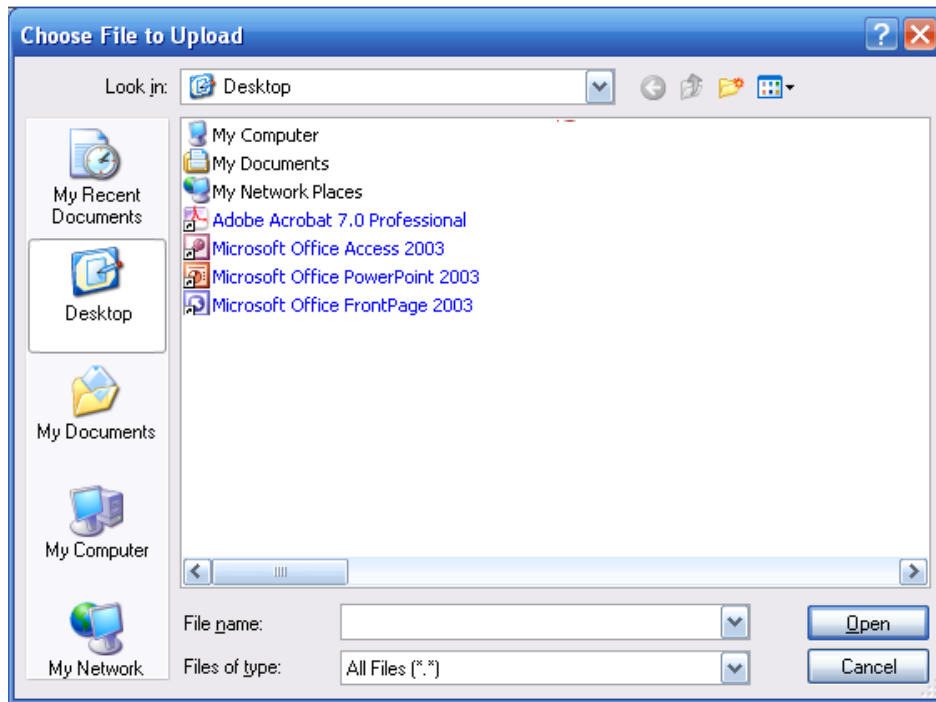 Choose File to Upload
Look in:
Desktop
My Recent
Documents
Desktop
My Documents
My Computer
My Network
My Computer
My Documents
My Network Places
Adobe Acrobat 7.0 Professional
Microsoft Office Access 2003
Microsoft Office PowerPoint 2003
Microsoft Office FrontPage 2003
File name:
Open
Files of type:
All Files (*.*)
Cancel